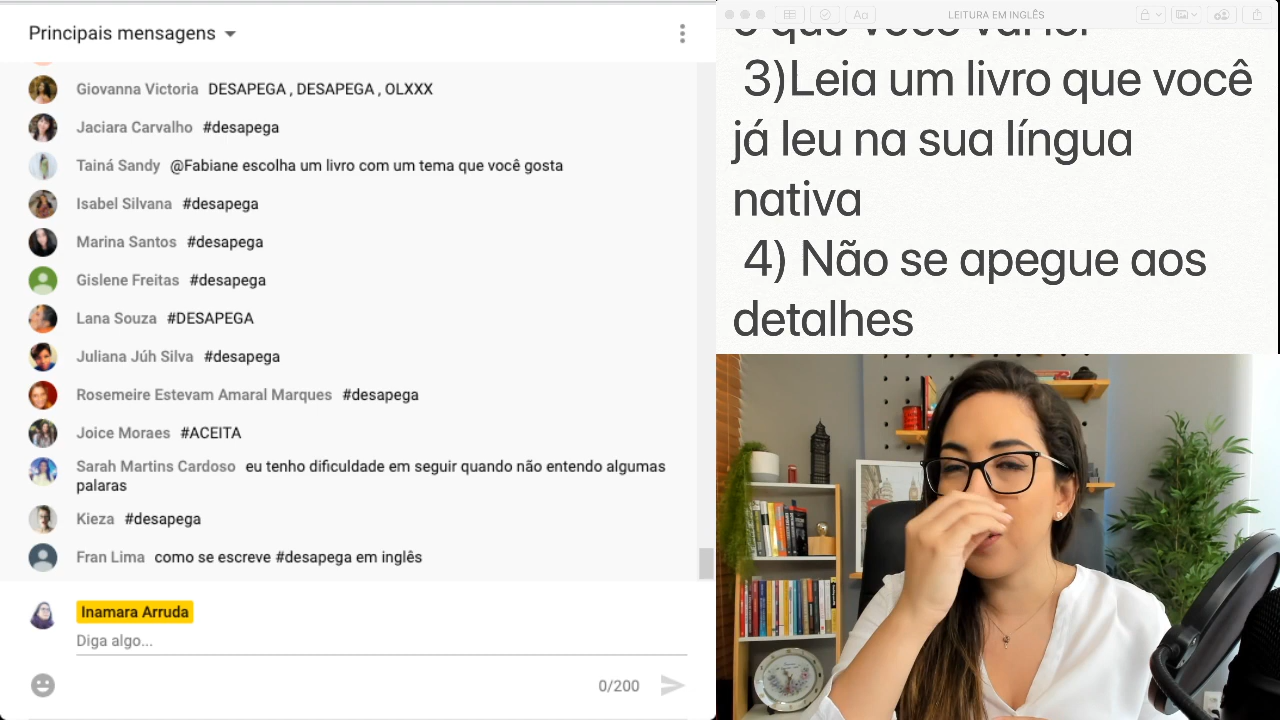 Principais mensagens
Giovanna Victoria DESAPEGA , DESAPEGA , OLXXX
Jaciara Carvalho #desapega
Tainá Sandy @Fabiane escolha um livro com um tema que você gosta
Isabel Silvana #desapega
Marina Santos #desapega
Gislene Freitas #desapega
Lana Souza #DESAPEGA
Juliana Júh Silva #desapega
Rosemeire Estevam Amaral Marques #desapega
Joice Moraes #ACEITA
Sarah Martins Cardoso eu tenho dificuldade em seguir quando não entendo algumas
palaras
Kieza #desapega
Fran Lima como se escreve #desapega em inglês
Inamara Arruda
Diga algo...
0/200
Aa
LEITURA EM INGLÊS
o que você vai ler
3)Leia um livro que você
já leu na sua língua
nativa
4) Não se apegue aos
detalhes